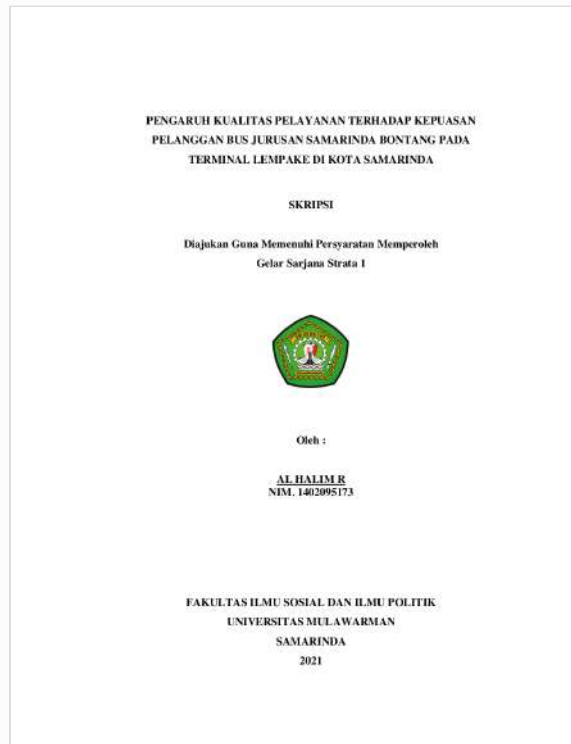 PENGARUH KUALITAS PELAYANAN TERHADAP KEPUASAN
PELANGGAN BUS JURUSAN SAMARINDA BONTANG PADA
TERMINAL LEMPAKE DI KOTA SAMARINDA
SKRIPSI
Diajukan Guna Memenuhi Persyaratan Memperoleh
Gelar Sarjana Strata 1
Oleh :
AL HALIM R
NIM. 1402095173
FAKULTAS ILMU SOSIAL DAN ILMU POLITIK
UNIVERSITAS MULAWARMAN
SAMARINDA
2021